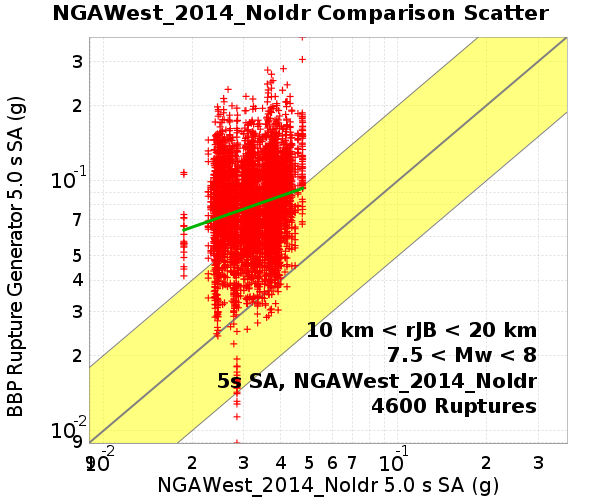 NGAWest_2014_NoIdr Comparison Scatter
BBP Rupture Generator 5.0 s SA (g)
3
2
10^-1
7
5
4
3
2
10^-2
9
10 km < rJB < 20 km
7.5 < Mw < 8
5s SA, NGAWest_2014_NoIdr
4600 Ruptures
9 10^-2 2 3 4 5 6 7 10^-1 2 3
NGAWest_2014_NoIdr 5.0 s SA (g)